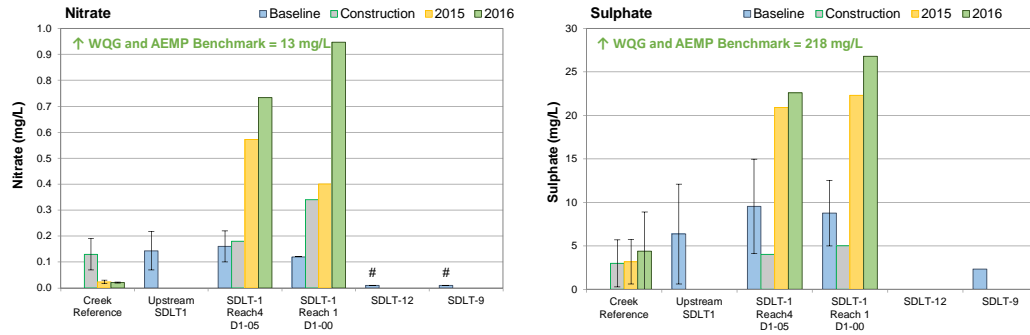 Nitrate
Baseline Construction 2015 2016
↑ WQG and AEMP Benchmark = 13 mg/L
Nitrate (mg/L)
1.0
0.9
0.8
0.7
0.6
0.5
0.4
0.3
0.2
0.1
0.0
# #
Creek Reference
Upstream SDLT1
SDLT-1 Reach4 D1-05
SDLT-1 Reach 1 D1-00
SDLT-12
SDLT-9
Sulphate
Baseline Construction 2015 2016
↑ WQG and AEMP Benchmark = 218 mg/L
Sulphate (mg/L)
30
25
20
15
10
5
0
Creek Reference
Upstream SDLT1
SDLT-1 Reach4 D1-05
SDLT-1 Reach 1 D1-00
SDLT-12
SDLT-9